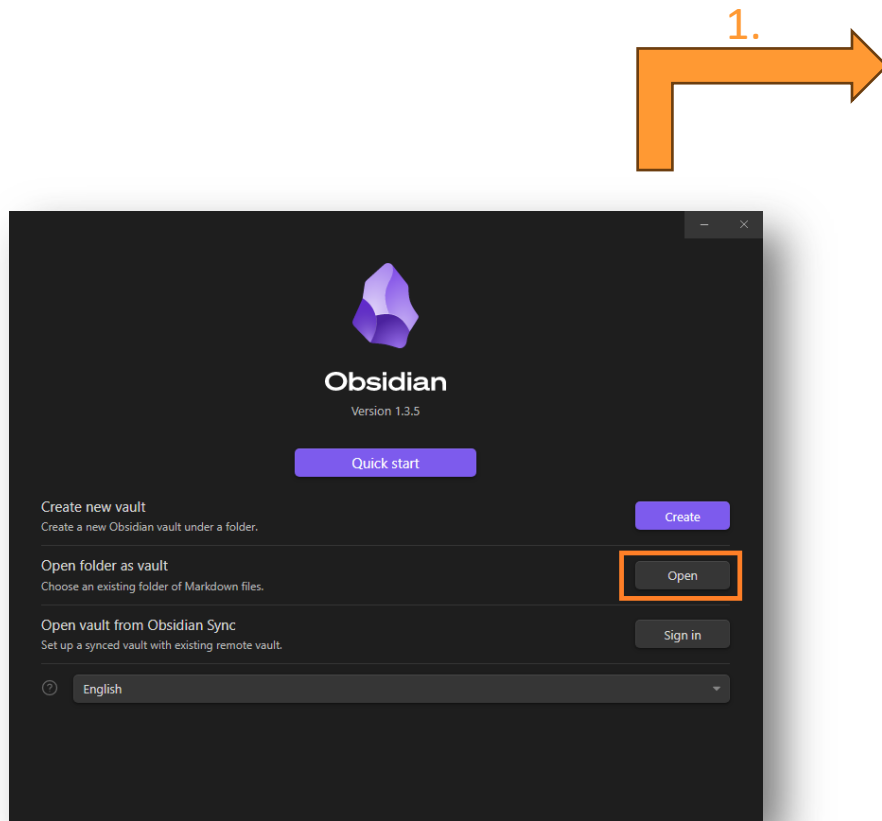 1.
Obsidian
Version 1.3.5
Quick start
Create new vault
Create a new Obsidian vault under a folder.
Create
Open folder as vault
Choose an existing folder of Markdown files.
Open
Open vault from Obsidian Sync
Set up a synced vault with existing remote vault.
Sign in
English